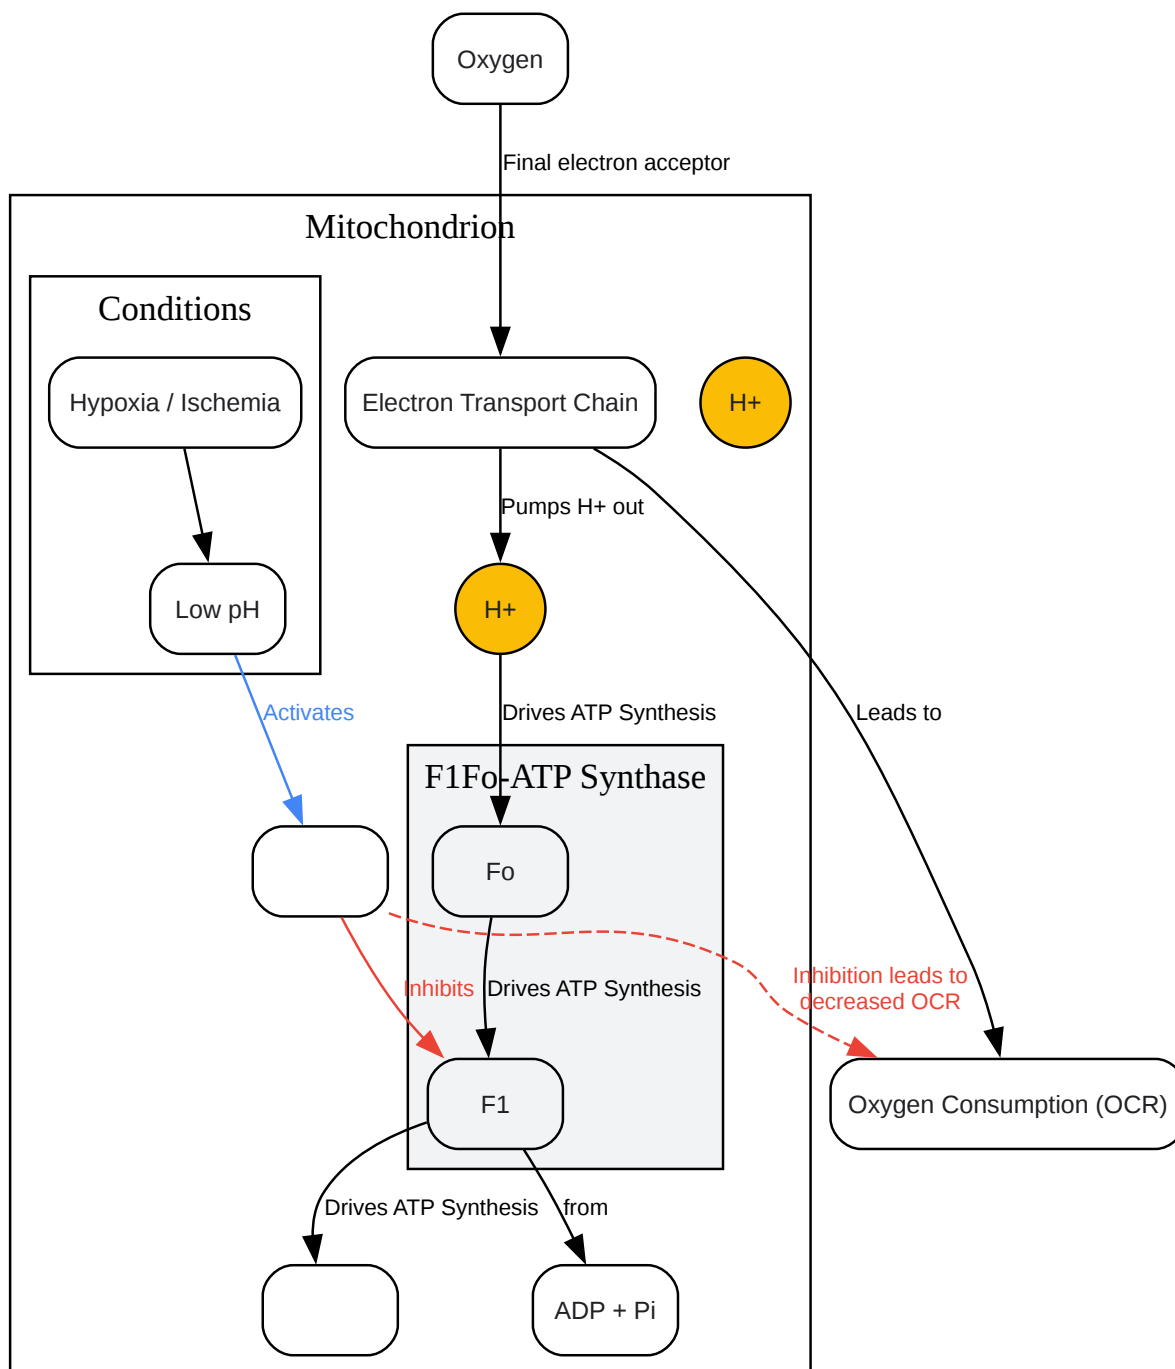 Oxygen
Final electron acceptor
Mitochondrion
Conditions
Hypoxia / Ischemia
Electron Transport Chain
H+
Pumps H+ out
Low pH
H+
Activates
Drives ATP Synthesis
Leads to
F1Fo-ATP Synthase
Fo
Inhibits
Drives ATP Synthesis
Inhibition leads to
decreased OCR
F1
Oxygen Consumption (OCR)
Drives ATP Synthesis
from
ADP + Pi